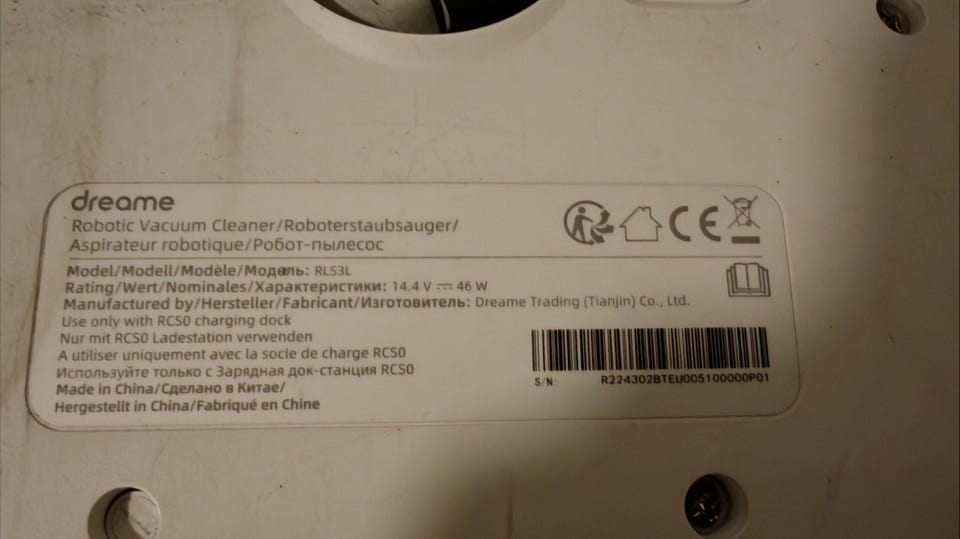 dreame
Robotic Vacuum Cleaner/Roboterstaubsauger/
Aspirateur robotique/Робот-пылесос
Model/Modell/Modèle/Модель: RLS3L
Rating/Wert/Nominales/Характеристики: 14.4 V ⎓ 46 W
Manufactured by/Hersteller/Fabricant/Изготовитель: Dreame Trading (Tianjin) Co., Ltd.
Use only with RCS0 charging dock
Nur mit RCS0 Ladestation verwenden
A utiliser uniquement avec la socle de charge RCS0
Используйте только с Зарядная док-станция RCS0
Made in China/Сделано в Китае/
Hergestellt in China/Fabriqué en Chine
CE
S/N: R224302BTEU005100000P01